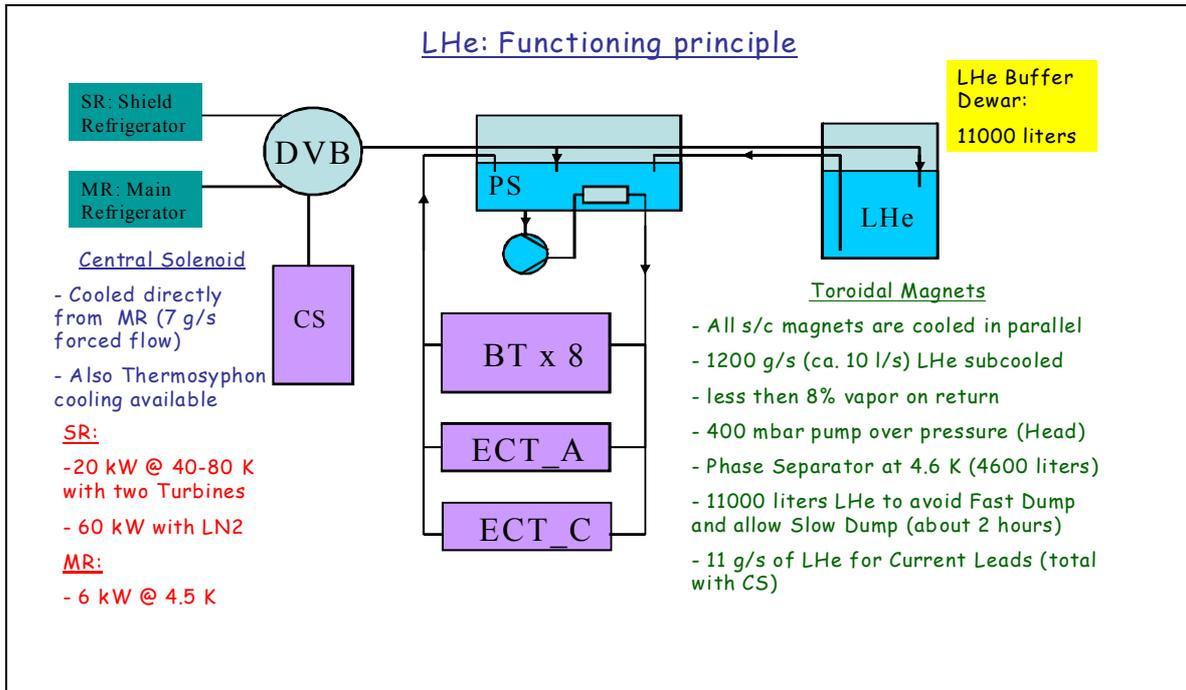 LHe: Functioning principle
SR: Shield
Refrigerator
MR: Main
Refrigerator
DVB
PS
LHe Buffer
Dewar:
11000 liters
LHe
Central Solenoid
- Cooled directly
from MR (7 g/s
forced flow)
- Also Thermosyphon
cooling available
CS
SR:
-20 kW @ 40-80 K
with two Turbines
- 60 kW with LN2
MR:
- 6 kW @ 4.5 K
BT x 8
ECT_A
ECT_C
Toroidal Magnets
- All s/c magnets are cooled in parallel
- 1200 g/s (ca. 10 l/s) LHe subcooled
- less then 8% vapor on return
- 400 mbar pump over pressure (Head)
- Phase Separator at 4.6 K (4600 liters)
- 11000 liters LHe to avoid Fast Dump
and allow Slow Dump (about 2 hours)
- 11 g/s of LHe for Current Leads (total
with CS)